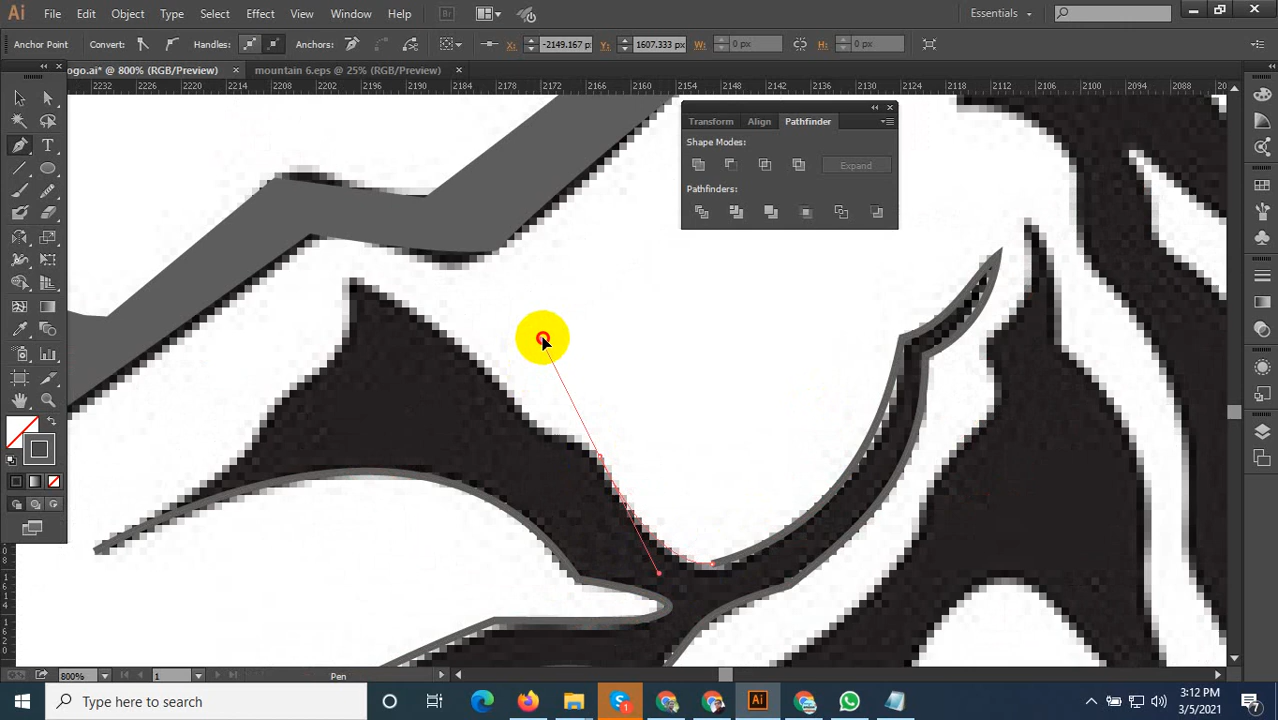 Ai File Edit Object Type Select Effect View Window Help Br Essentials
Anchor Point Convert: Handles: Anchors: X: -2149.167 px Y: 1607.333 px W: 0 px H: 0 px
ogo.ai* @ 800% (RGB/Preview) × mountain 6.eps @ 25% (RGB/Preview) ×
2232 2226 2220 2214 2208 2202 2196 2190 2184 2178 2172 2166 2160 2154 2148 2142 2136 2130 2124 2118 2112 2106 2100 2094 2088
Transform Align Pathfinder
Shape Modes:
Expand
Pathfinders:
800% 1 Pen
Type here to search
Ai
1
3:12 PM
3/5/2021
7